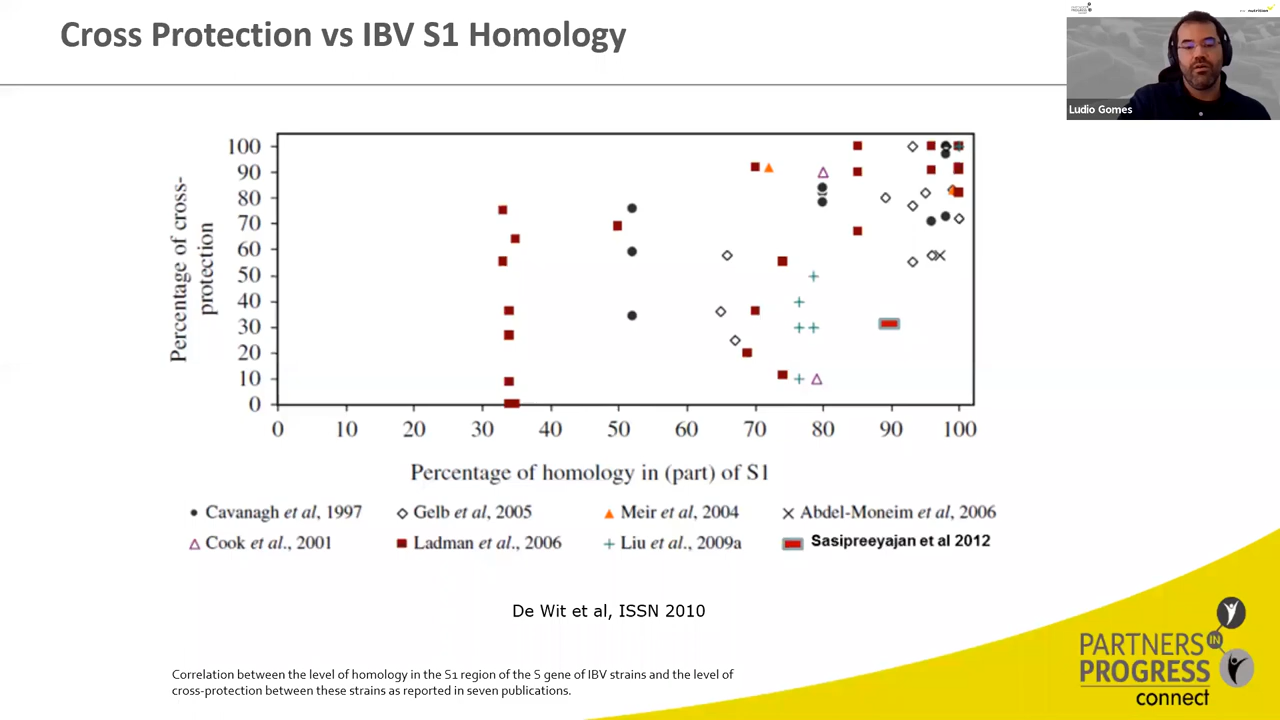 Cross Protection vs IBV S1 Homology
PARTNERS
IN
PROGRESS
nutrition
Ludio Gomes
Percentage of cross-
protection
100
90
80
70
60
50
40
30
20
10
0
0 10 20 30 40 50 60 70 80 90 100
Percentage of homology in (part) of S1
Cavanagh et al, 1997 Gelb et al, 2005 Meir et al, 2004 Abdel-Moneim et al, 2006
Cook et al., 2001 Ladman et al., 2006 Liu et al., 2009a Sasipreeyajan et al 2012
De Wit et al, ISSN 2010
Correlation between the level of homology in the S1 region of the S gene of IBV strains and the level of
cross-protection between these strains as reported in seven publications.
PARTNERS
IN
PROGRESS
connect